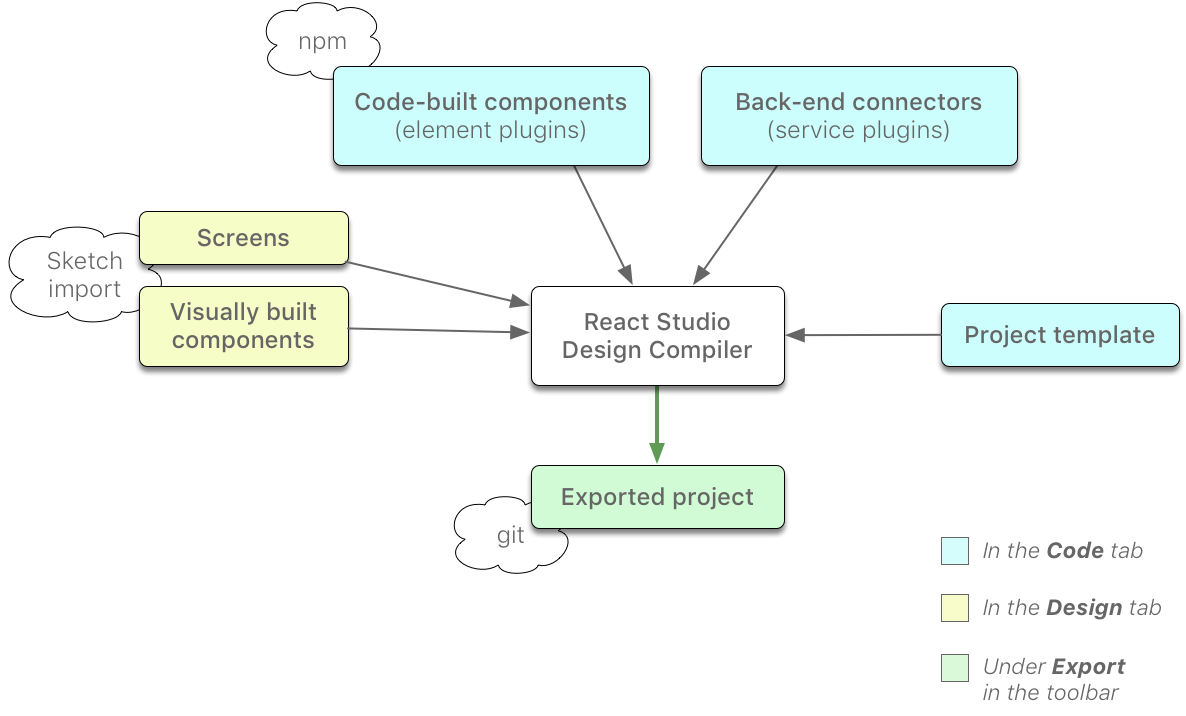 npm
Code-built components
(element plugins)
Back-end connectors
(service plugins)
Screens
Sketch
import
Visually built
components
React Studio
Design Compiler
Project template
Exported project
git
In the Code tab
In the Design tab
Under Export
in the toolbar